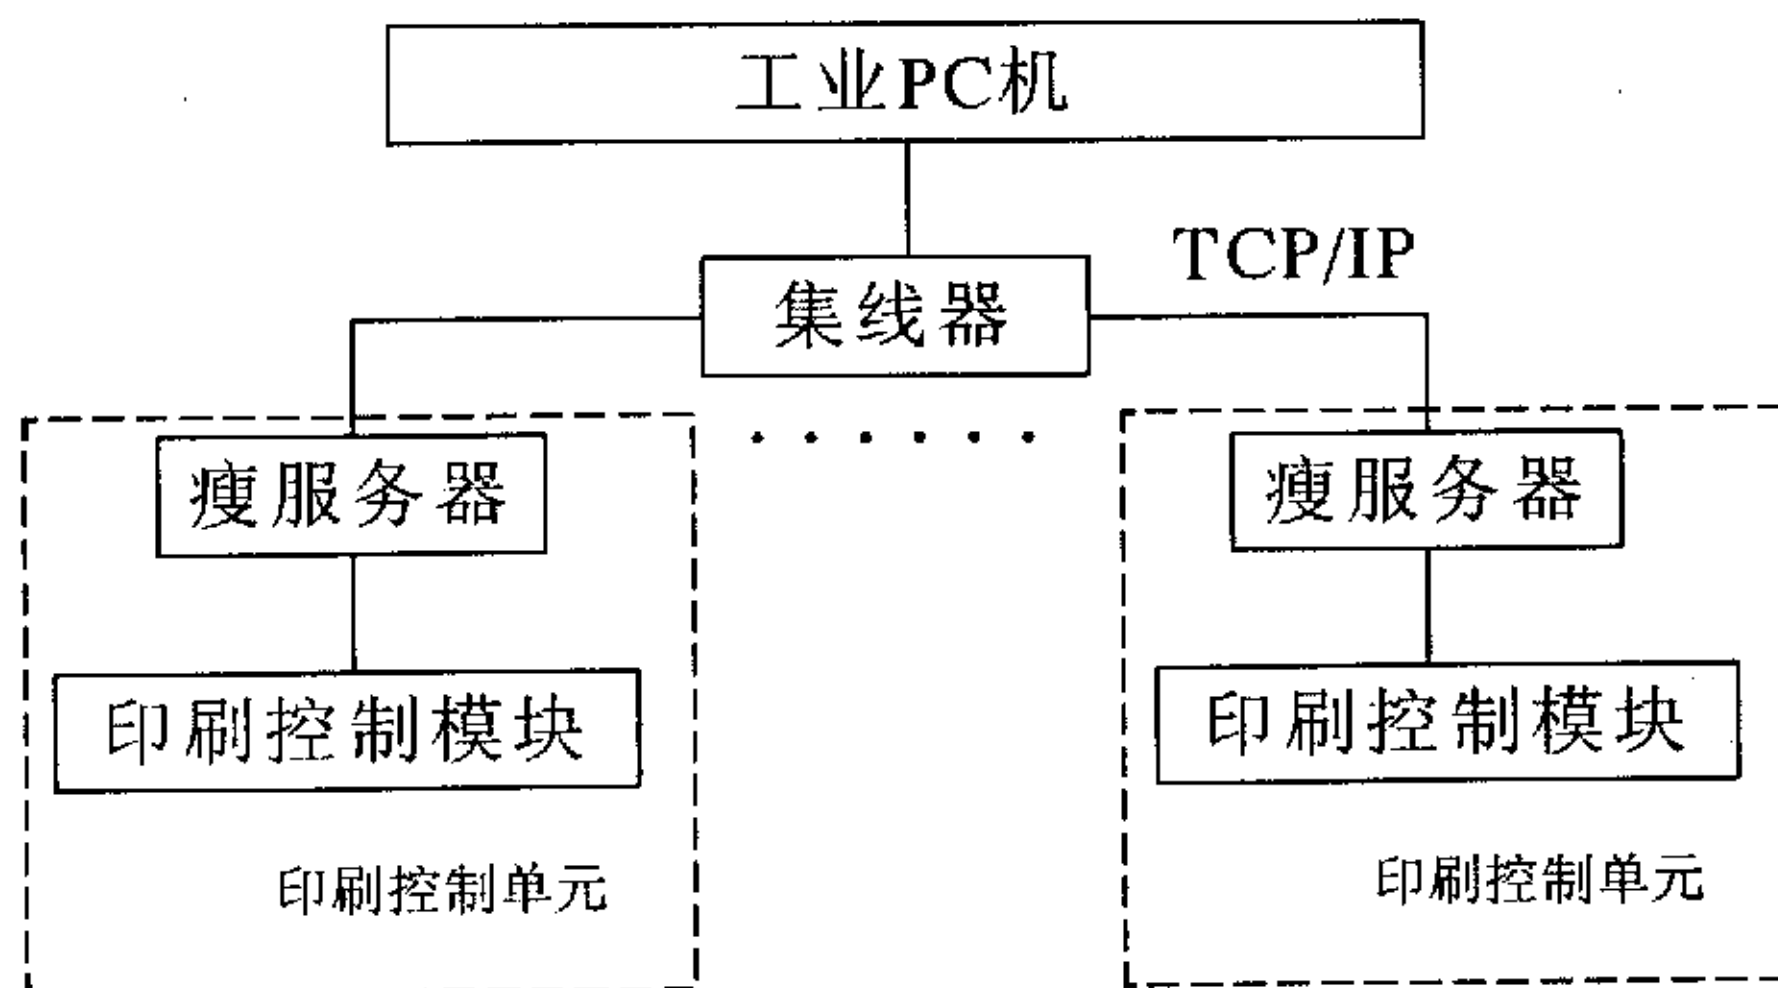 工业PC机
TCP/IP
集线器
瘦服务器
瘦服务器
印刷控制模块
印刷控制模块
印刷控制单元
印刷控制单元